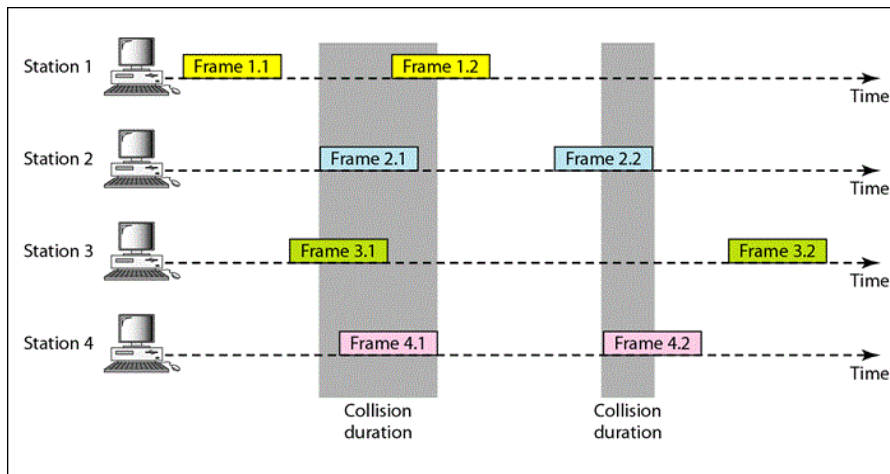 Station 1
Frame 1.1
Frame 1.2
Time
Station 2
Frame 2.1
Frame 2.2
Time
Station 3
Frame 3.1
Frame 3.2
Time
Station 4
Frame 4.1
Frame 4.2
Time
Collision
duration
Collision
duration